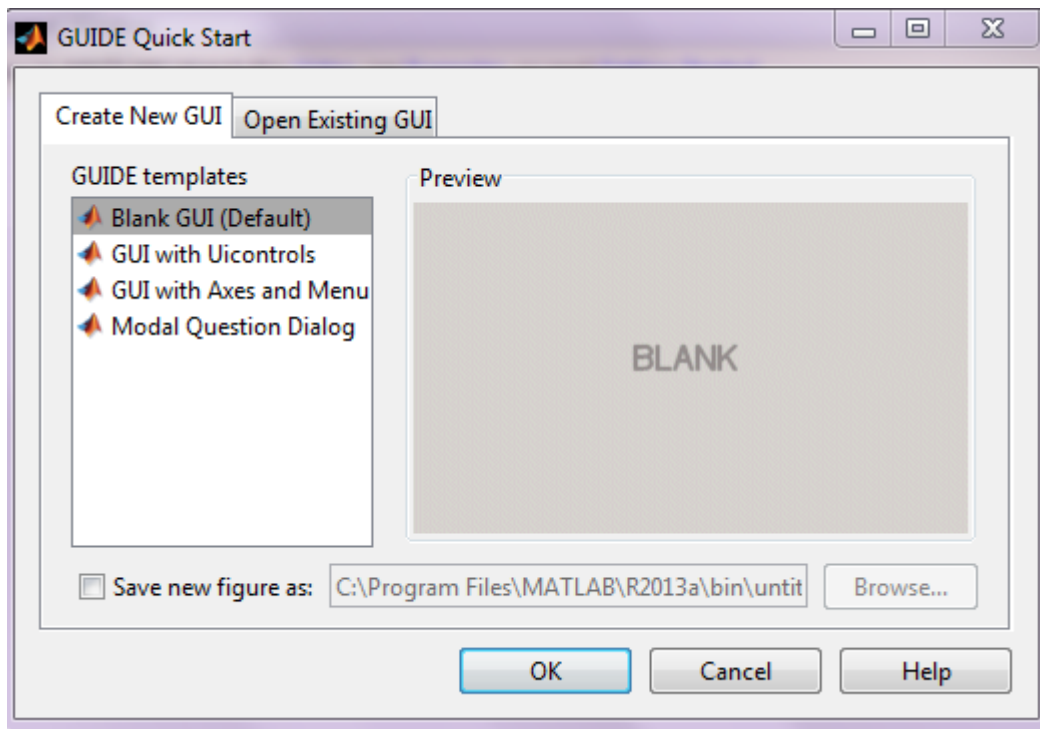 GUIDE Quick Start
Create New GUI
Open Existing GUI
GUIDE templates
Blank GUI (Default)
GUI with Uicontrols
GUI with Axes and Menu
Modal Question Dialog
Preview
BLANK
Save new figure as:
C:\Program Files\MATLAB\R2013a\bin\untit
Browse...
OK
Cancel
Help